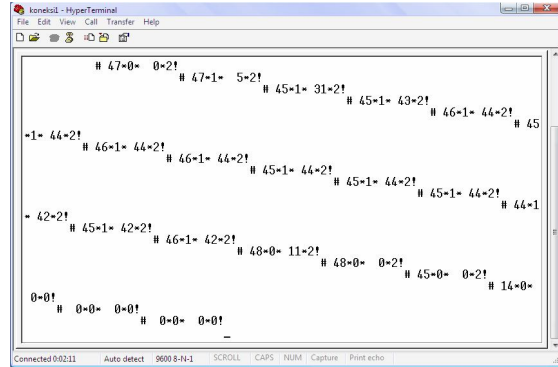 koneksi1 - HyperTerminal
File Edit View Call Transfer Help
# 47*0*  0*2!
# 47*1*  5*2!
# 45*1* 31*2!
# 45*1* 43*2!
# 46*1* 44*2!
# 45
*1* 44*2!
# 46*1* 44*2!
# 46*1* 44*2!
# 45*1* 44*2!
# 45*1* 44*2!
# 45*1* 44*2!
# 44*1
* 42*2!
# 45*1* 42*2!
# 46*1* 42*2!
# 48*0* 11*2!
# 48*0*  0*2!
# 45*0*  0*2!
# 14*0*
0*0!
#  0*0*  0*0!
#  0*0*  0*0!
_
Connected 0:02:11 Auto detect 9600 8-N-1 SCROLL CAPS NUM Capture Print echo